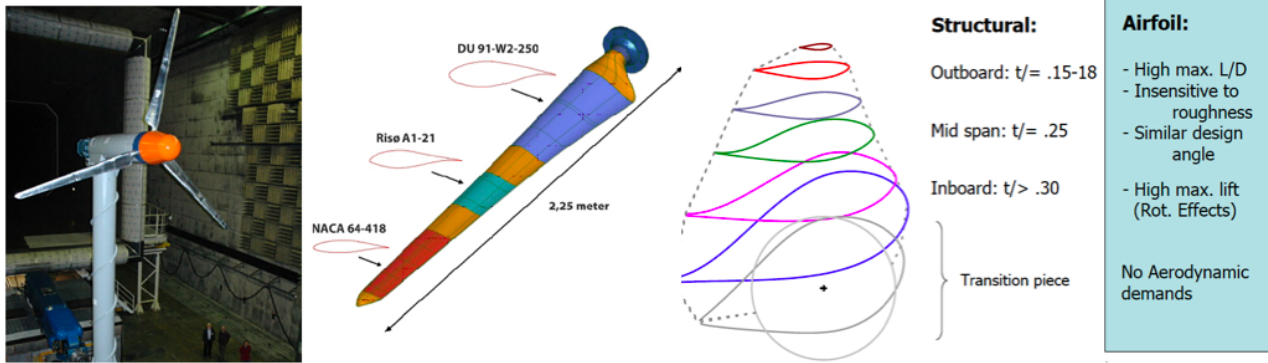 DU 91-W2-250
Risø A1-21
NACA 64-418
2,25 meter
Structural:
Outboard: t/= .15-18
Mid span: t/= .25
Inboard: t/> .30
Transition piece
Airfoil:
- High max. L/D
- Insensitive to
roughness
- Similar design
angle
- High max. lift
(Rot. Effects)
No Aerodynamic
demands